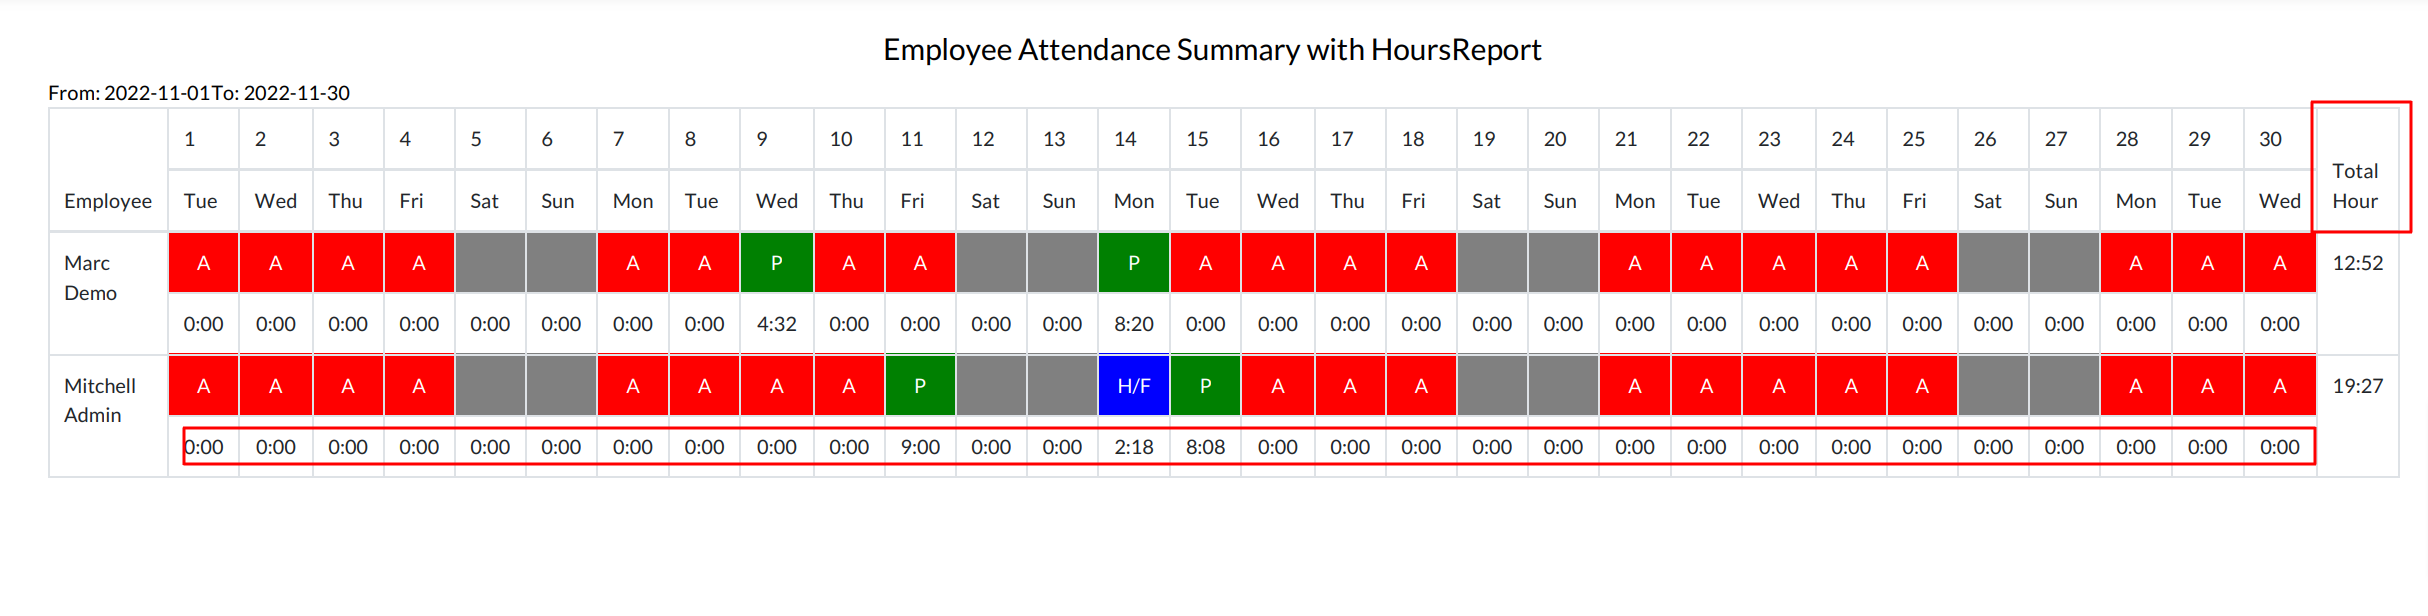 Employee Attendance Summary with HoursReport
From: 2022-11-01To: 2022-11-30
1 2 3 4 5 6 7 8 9 10 11 12 13 14 15 16 17 18 19 20 21 22 23 24 25 26 27 28 29 30
Employee Tue Wed Thu Fri Sat Sun Mon Tue Wed Thu Fri Sat Sun Mon Tue Wed Thu Fri Sat Sun Mon Tue Wed Thu Fri Sat Sun Mon Tue Wed Total Hour
Marc Demo A A A A A A P A A P A A A A A A A A A A A A 12:52
0:00 0:00 0:00 0:00 0:00 0:00 0:00 0:00 4:32 0:00 0:00 0:00 0:00 8:20 0:00 0:00 0:00 0:00 0:00 0:00 0:00 0:00 0:00 0:00 0:00 0:00 0:00 0:00 0:00 0:00
Mitchell Admin A A A A A A A A P H/F P A A A A A A A A A A A 19:27
0:00 0:00 0:00 0:00 0:00 0:00 0:00 0:00 0:00 0:00 9:00 0:00 0:00 2:18 8:08 0:00 0:00 0:00 0:00 0:00 0:00 0:00 0:00 0:00 0:00 0:00 0:00 0:00 0:00 0:00